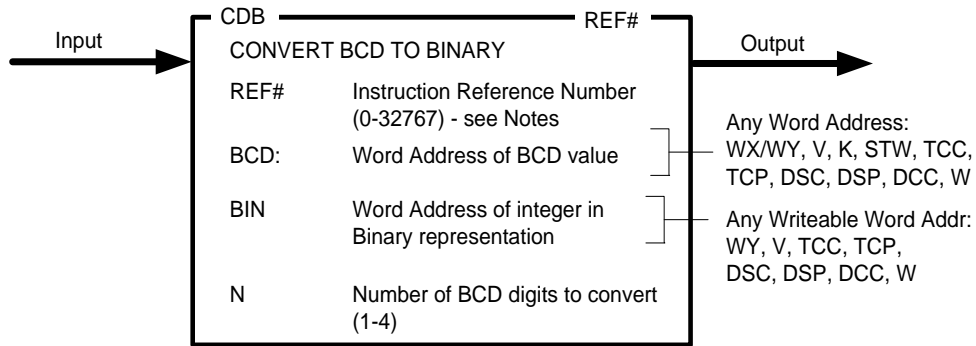 CDB REF#
Input
CONVERT BCD TO BINARY
Output
REF# Instruction Reference Number
(0-32767) - see Notes
BCD: Word Address of BCD value
Any Word Address:
WX/WY, V, K, STW, TCC,
TCP, DSC, DSP, DCC, W
BIN Word Address of integer in
Binary representation
Any Writeable Word Addr:
WY, V, TCC, TCP,
DSC, DSP, DCC, W
N Number of BCD digits to convert
(1-4)